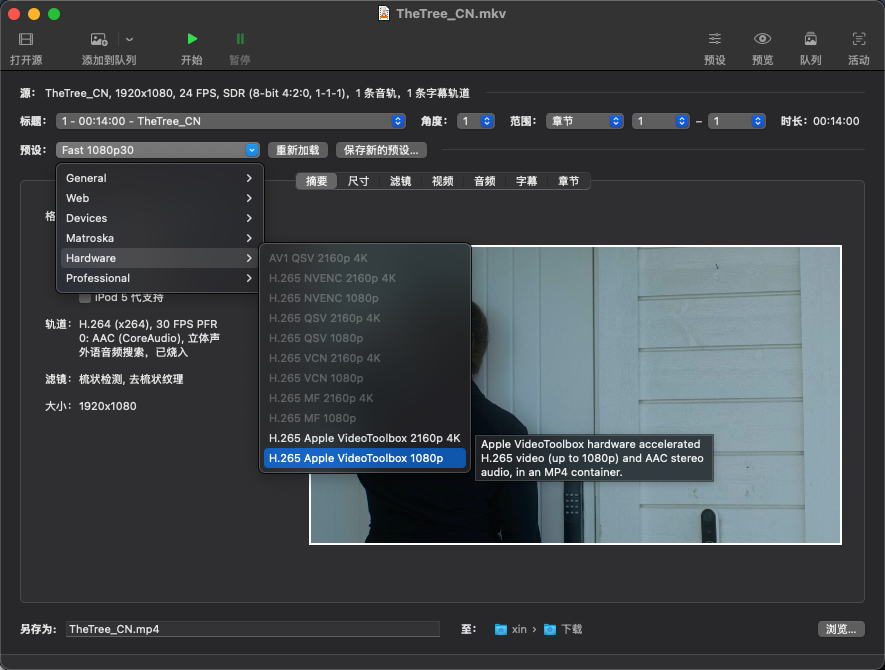 TheTree_CN.mkv
打开源
添加到队列
开始
暂停
预设
预览
队列
活动
源： TheTree_CN, 1920x1080, 24 FPS, SDR (8-bit 4:2:0, 1-1-1)，1 条音轨，1 条字幕轨道
标题： 1 - 00:14:00 - TheTree_CN 角度： 1 范围： 章节 1 – 1 时长： 00:14:00
预设： Fast 1080p30 重新加载 保存新的预设...
摘要 尺寸 滤镜 视频 音频 字幕 章节
General
Web
Devices
Matroska
Hardware
Professional
格
iPod 5 代支持
轨道： H.264 (x264), 30 FPS PFR
0: AAC (CoreAudio), 立体声
外语音频搜索，已烧入
滤镜： 梳状检测, 去梳状纹理
大小： 1920x1080
AV1 QSV 2160p 4K
H.265 NVENC 2160p 4K
H.265 NVENC 1080p
H.265 QSV 2160p 4K
H.265 QSV 1080p
H.265 VCN 2160p 4K
H.265 VCN 1080p
H.265 MF 2160p 4K
H.265 MF 1080p
H.265 Apple VideoToolbox 2160p 4K
H.265 Apple VideoToolbox 1080p
Apple VideoToolbox hardware accelerated
H.265 video (up to 1080p) and AAC stereo
audio, in an MP4 container.
另存为: TheTree_CN.mp4 至: xin › 下载 浏览...